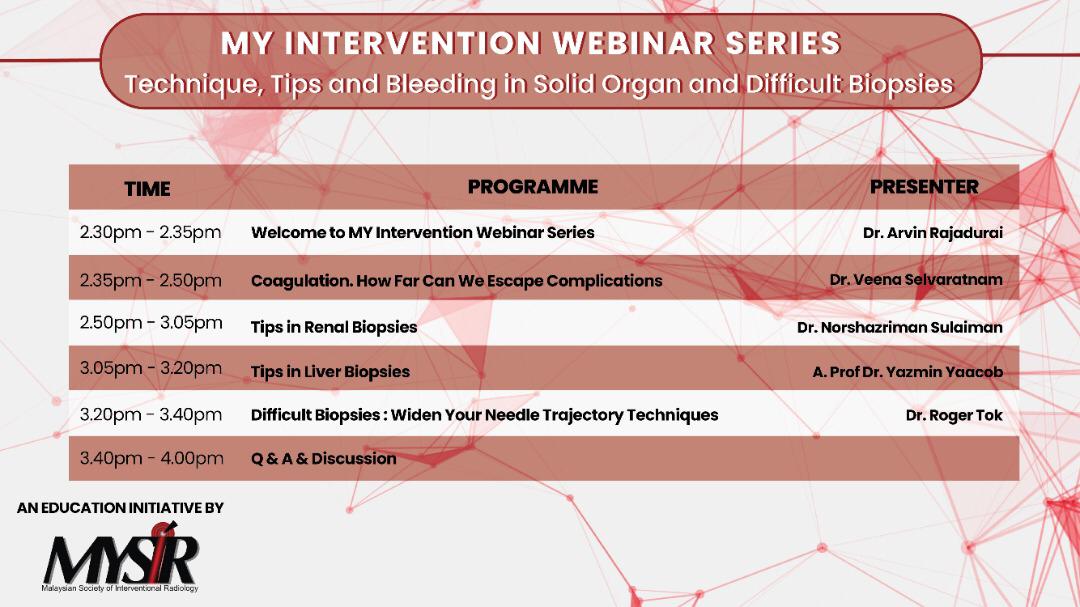 MY INTERVENTION WEBINAR SERIES
Technique, Tips and Bleeding in Solid Organ and Difficult Biopsies
TIME PROGRAMME PRESENTER
2.30pm - 2.35pm Welcome to MY Intervention Webinar Series Dr. Arvin Rajadurai
2.35pm - 2.50pm Coagulation. How Far Can We Escape Complications Dr. Veena Selvaratnam
2.50pm - 3.05pm Tips in Renal Biopsies Dr. Norshazriman Sulaiman
3.05pm - 3.20pm Tips in Liver Biopsies A. Prof Dr. Yazmin Yaacob
3.20pm - 3.40pm Difficult Biopsies : Widen Your Needle Trajectory Techniques Dr. Roger Tok
3.40pm - 4.00pm Q & A & Discussion
AN EDUCATION INITIATIVE BY
MYSIR
Malaysian Society of Interventional Radiology